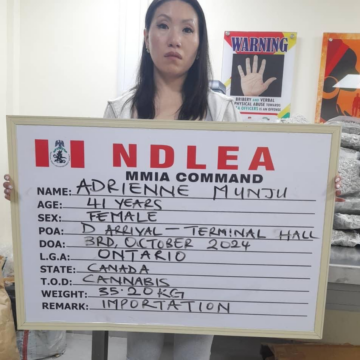 WARNING
NDLEA
MMIA COMMAND
NAME: ADRIENNE MUNJU
AGE: 41 YEARS
SEX: FEMALE
POA: D ARRIVAL - TERMINAL HALL
DOA: 3RD, OCTOBER 2024
L.G.A: ONTARIO
STATE: CANADA
T.O.D: CANNABIS
WEIGHT: 35.20KG
REMARK: IMPORTATION